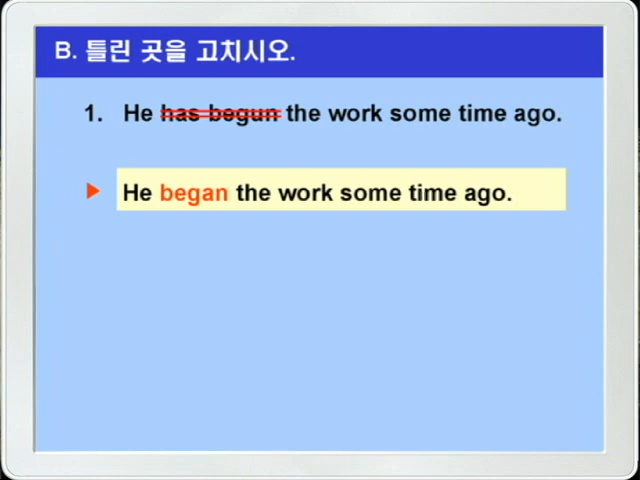 B. 틀린 곳을 고치시오.
1. He has begun the work some time ago.
He began the work some time ago.